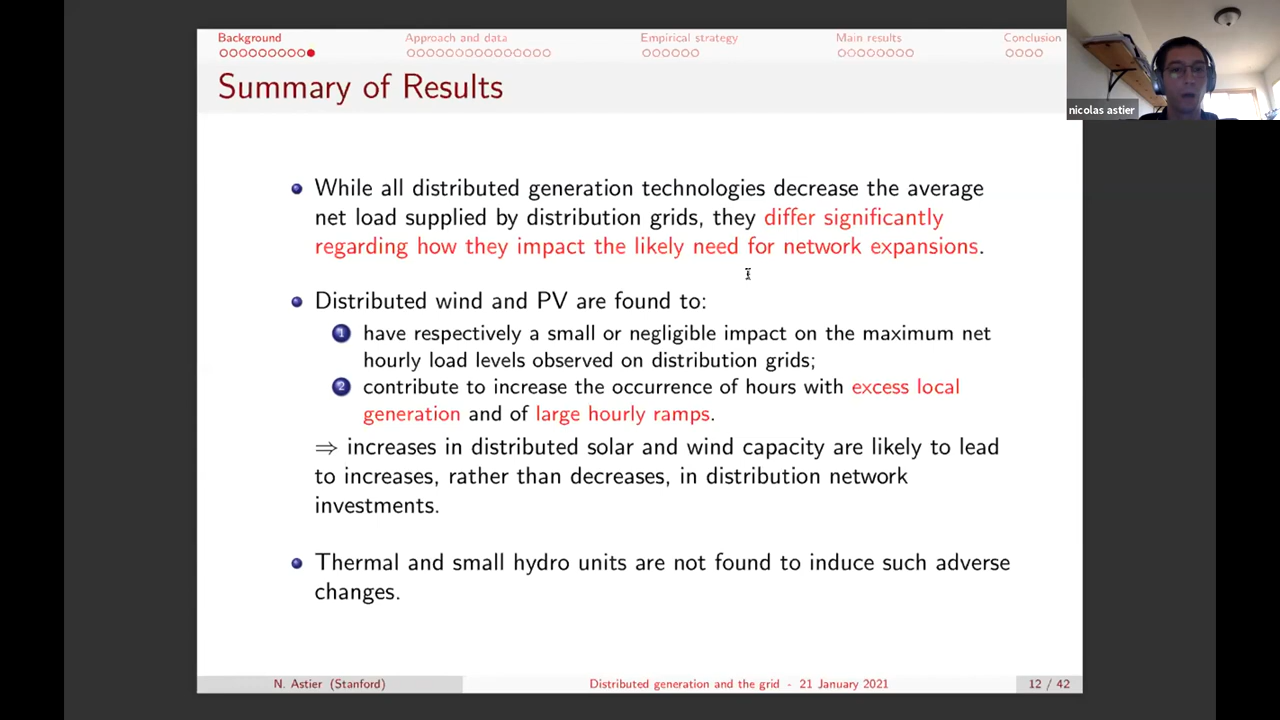 Background
Approach and data
Empirical strategy
Main results
Conclusion
Summary of Results
nicolas astier
While all distributed generation technologies decrease the average
net load supplied by distribution grids, they differ significantly
regarding how they impact the likely need for network expansions.
Distributed wind and PV are found to:
1 have respectively a small or negligible impact on the maximum net
hourly load levels observed on distribution grids;
2 contribute to increase the occurrence of hours with excess local
generation and of large hourly ramps.
⇒ increases in distributed solar and wind capacity are likely to lead
to increases, rather than decreases, in distribution network
investments.
Thermal and small hydro units are not found to induce such adverse
changes.
N. Astier (Stanford)
Distributed generation and the grid - 21 January 2021
12 / 42